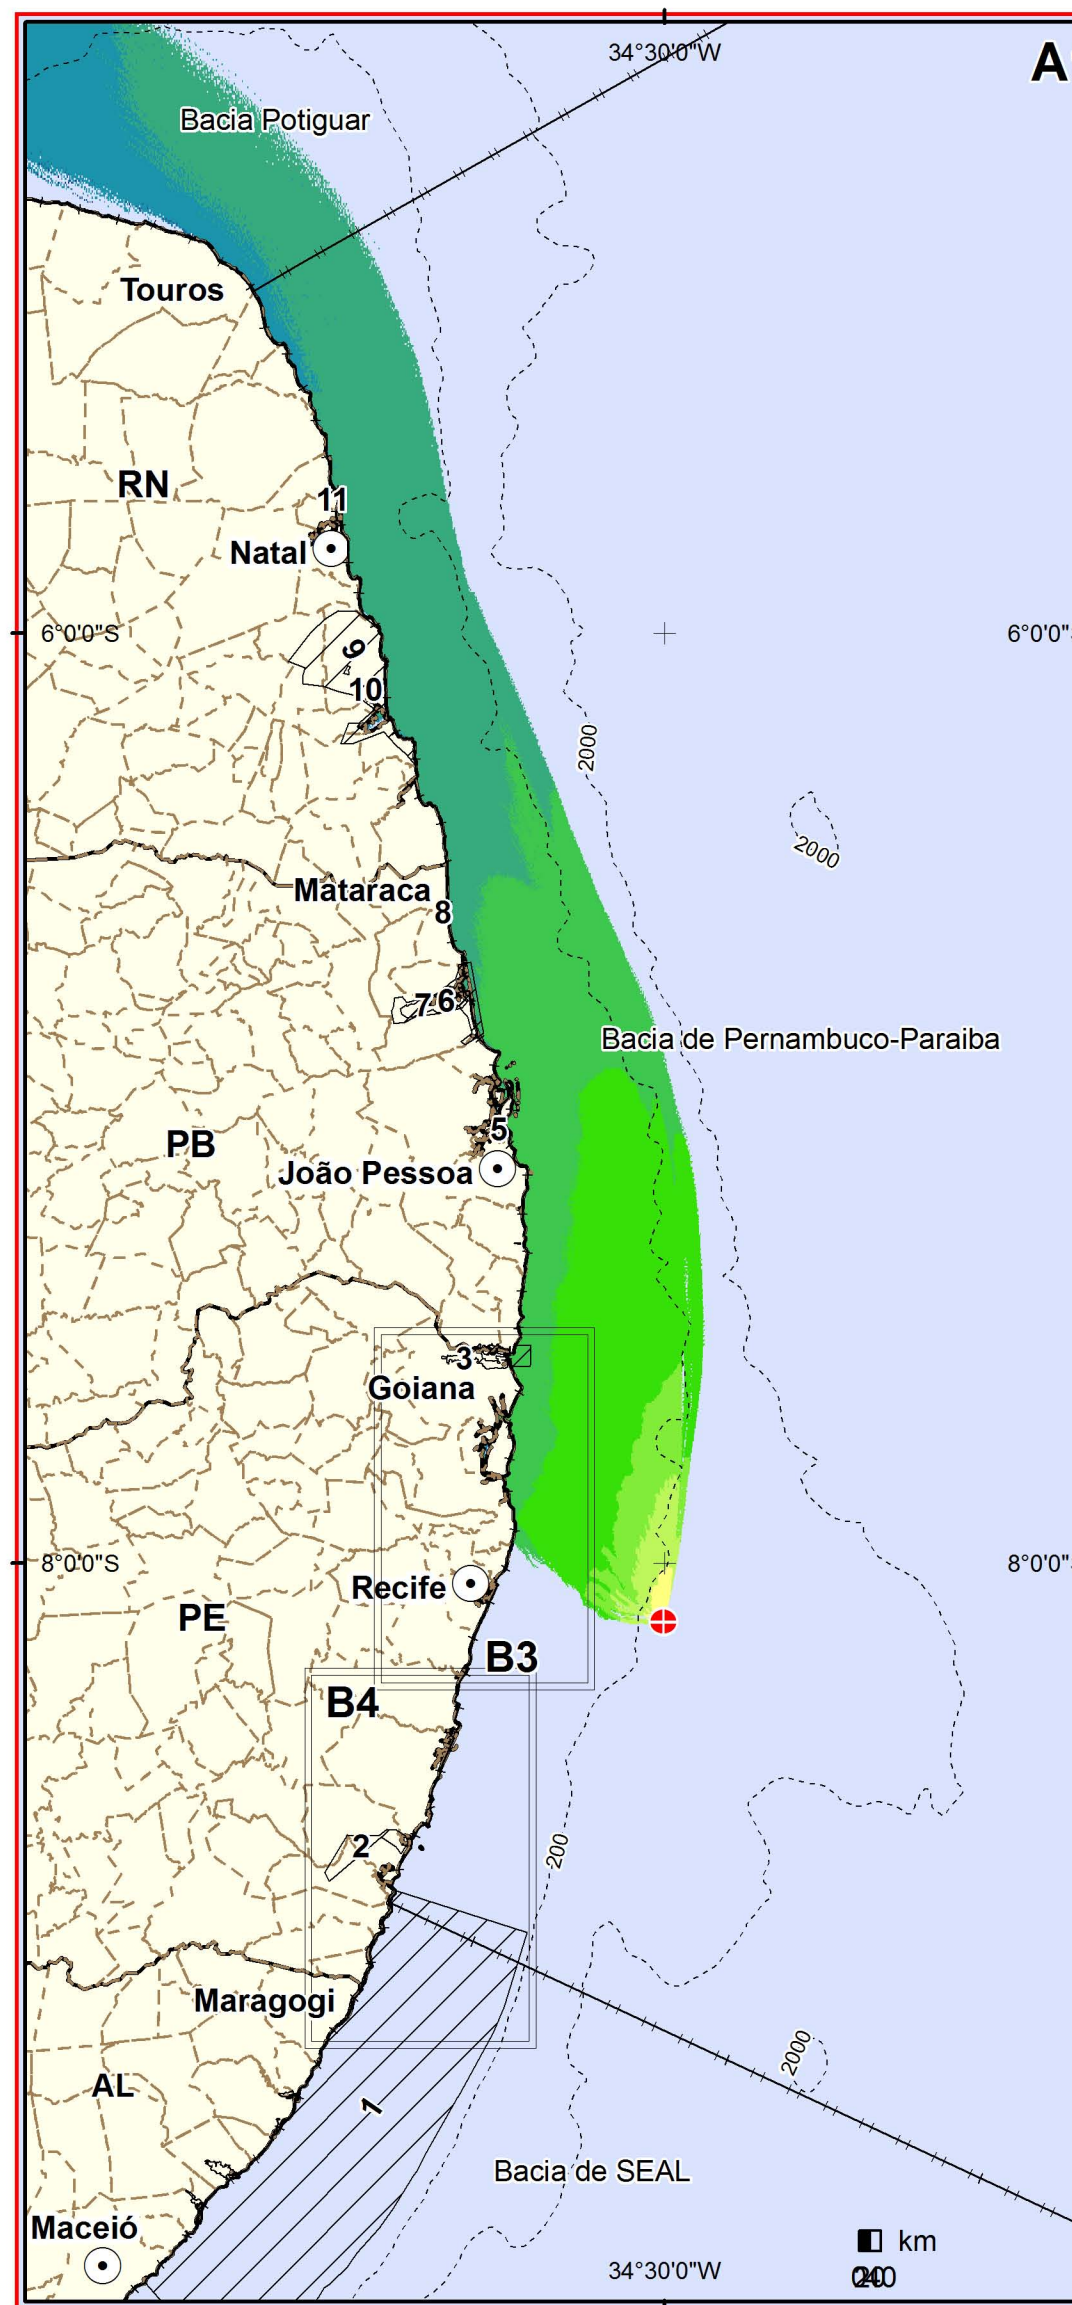 34°30'0"W
A
Bacia Potiguar
Touros
RN
11
Natal
6°0'0"S
6°0'0"S
9
10
2000
2000
Mataraca
8
7
6
Bacia de Pernambuco-Paraiba
5
PB
João Pessoa
3
Goiana
8°0'0"S
8°0'0"S
Recife
PE
B3
B4
2
200
Maragogi
2000
AL
1
Bacia de SEAL
Maceió
km
34°30'0"W